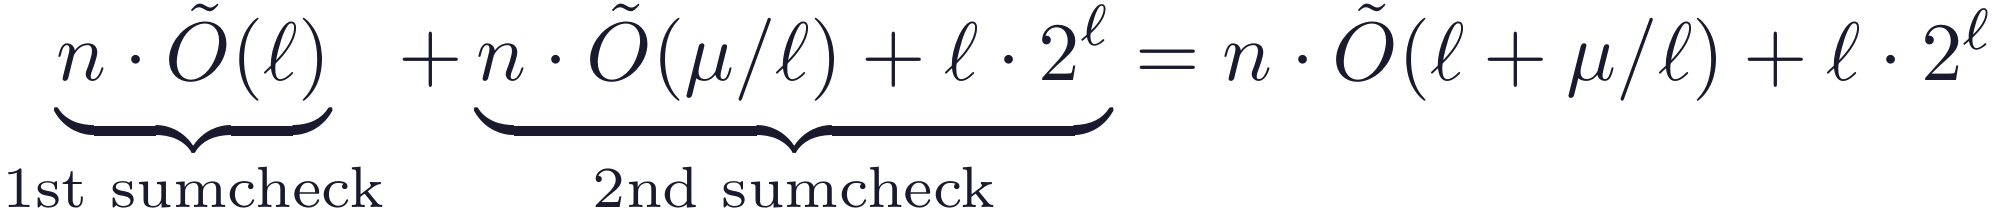 n · Õ(ℓ) + n · Õ(μ/ℓ) + ℓ · 2^ℓ = n · Õ(ℓ + μ/ℓ) + ℓ · 2^ℓ
1st sumcheck 2nd sumcheck